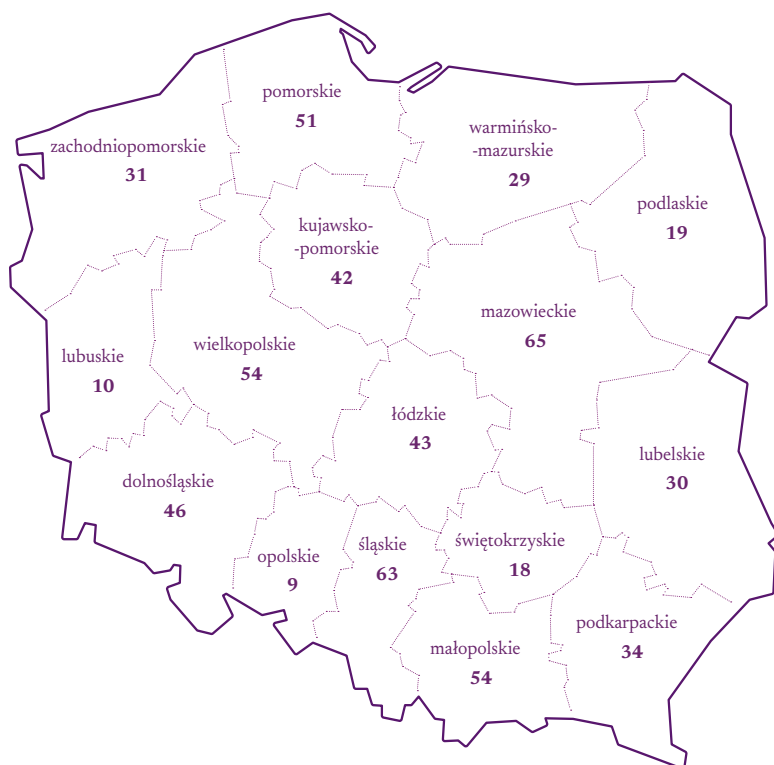 pomorskie
51
zachodniopomorskie
31
warmińsko-
-mazurskie
29
podlaskie
19
kujawsko-
-pomorskie
42
mazowieckie
65
lubuskie
10
wielkopolskie
54
łódzkie
43
lubelskie
30
dolnośląskie
46
opolskie
9
śląskie
63
świętokrzyskie
18
podkarpackie
34
małopolskie
54